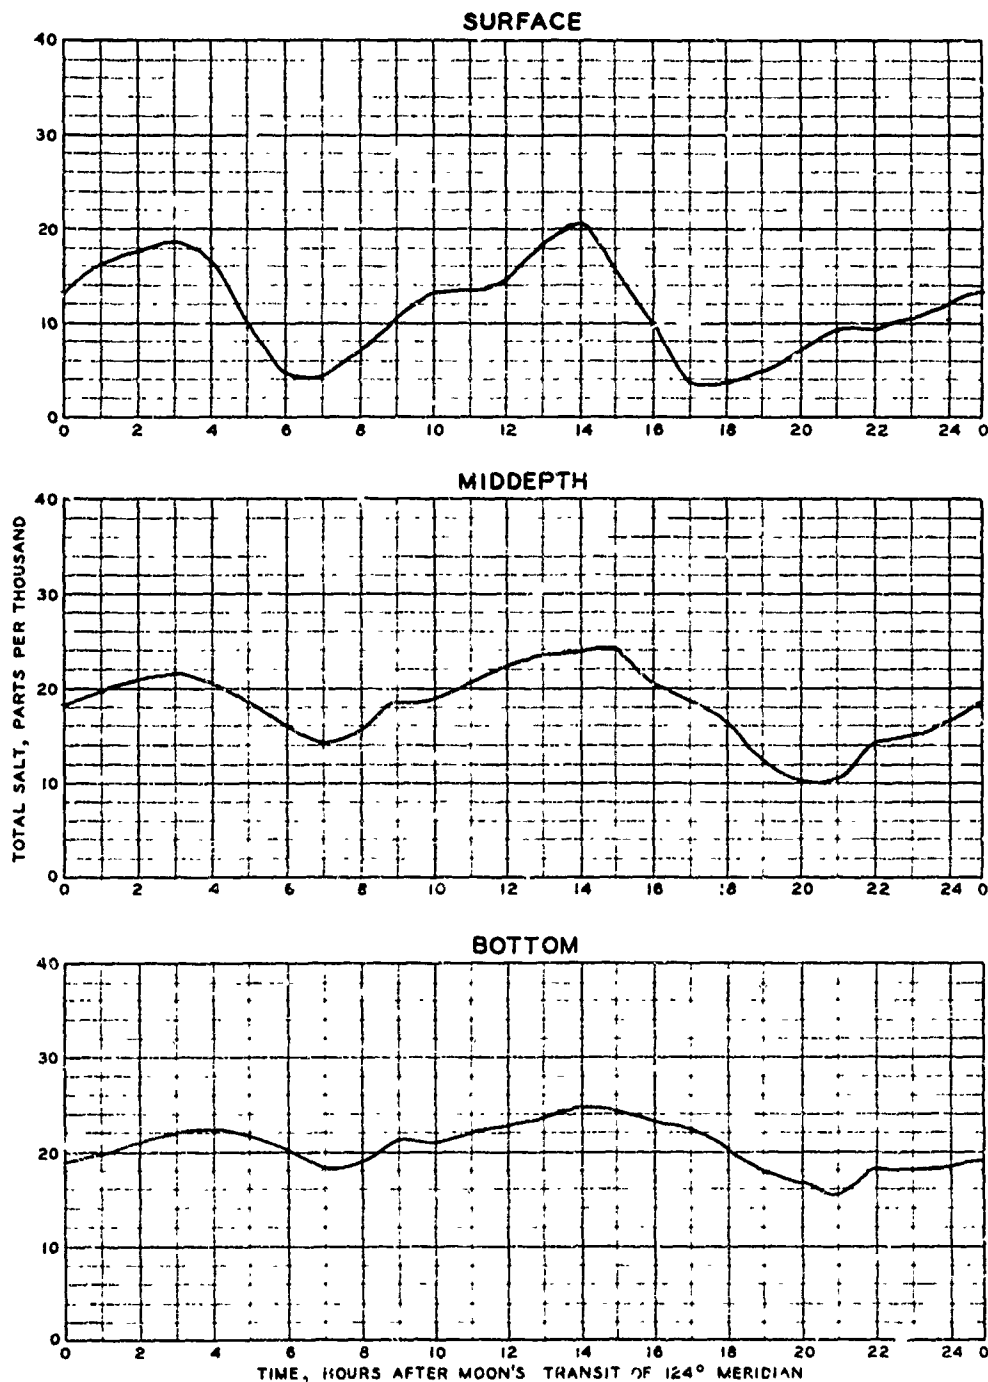 SURFACE
40
30
20
10
0
0 2 4 6 8 10 12 14 16 18 20 22 24 0
MIDDEPTH
TOTAL SALT, PARTS PER THOUSAND
40
30
20
10
0
0 2 4 6 8 10 12 14 16 18 20 22 24 0
BOTTOM
40
30
20
10
0
0 2 4 6 8 10 12 14 16 18 20 22 24 0
TIME, HOURS AFTER MOON'S TRANSIT OF 124° MERIDIAN